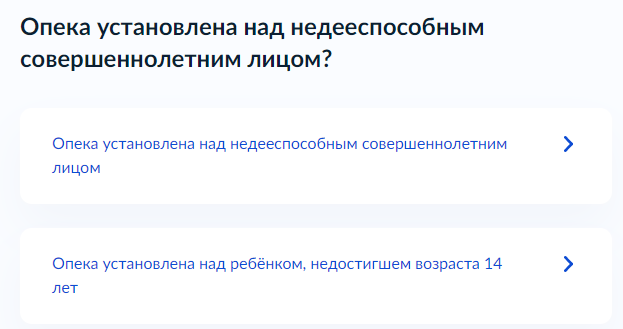 Опека установлена над недееспособным
совершеннолетним лицом?
Опека установлена над недееспособным совершеннолетним
лицом
Опека установлена над ребёнком, недостигшем возраста 14
лет